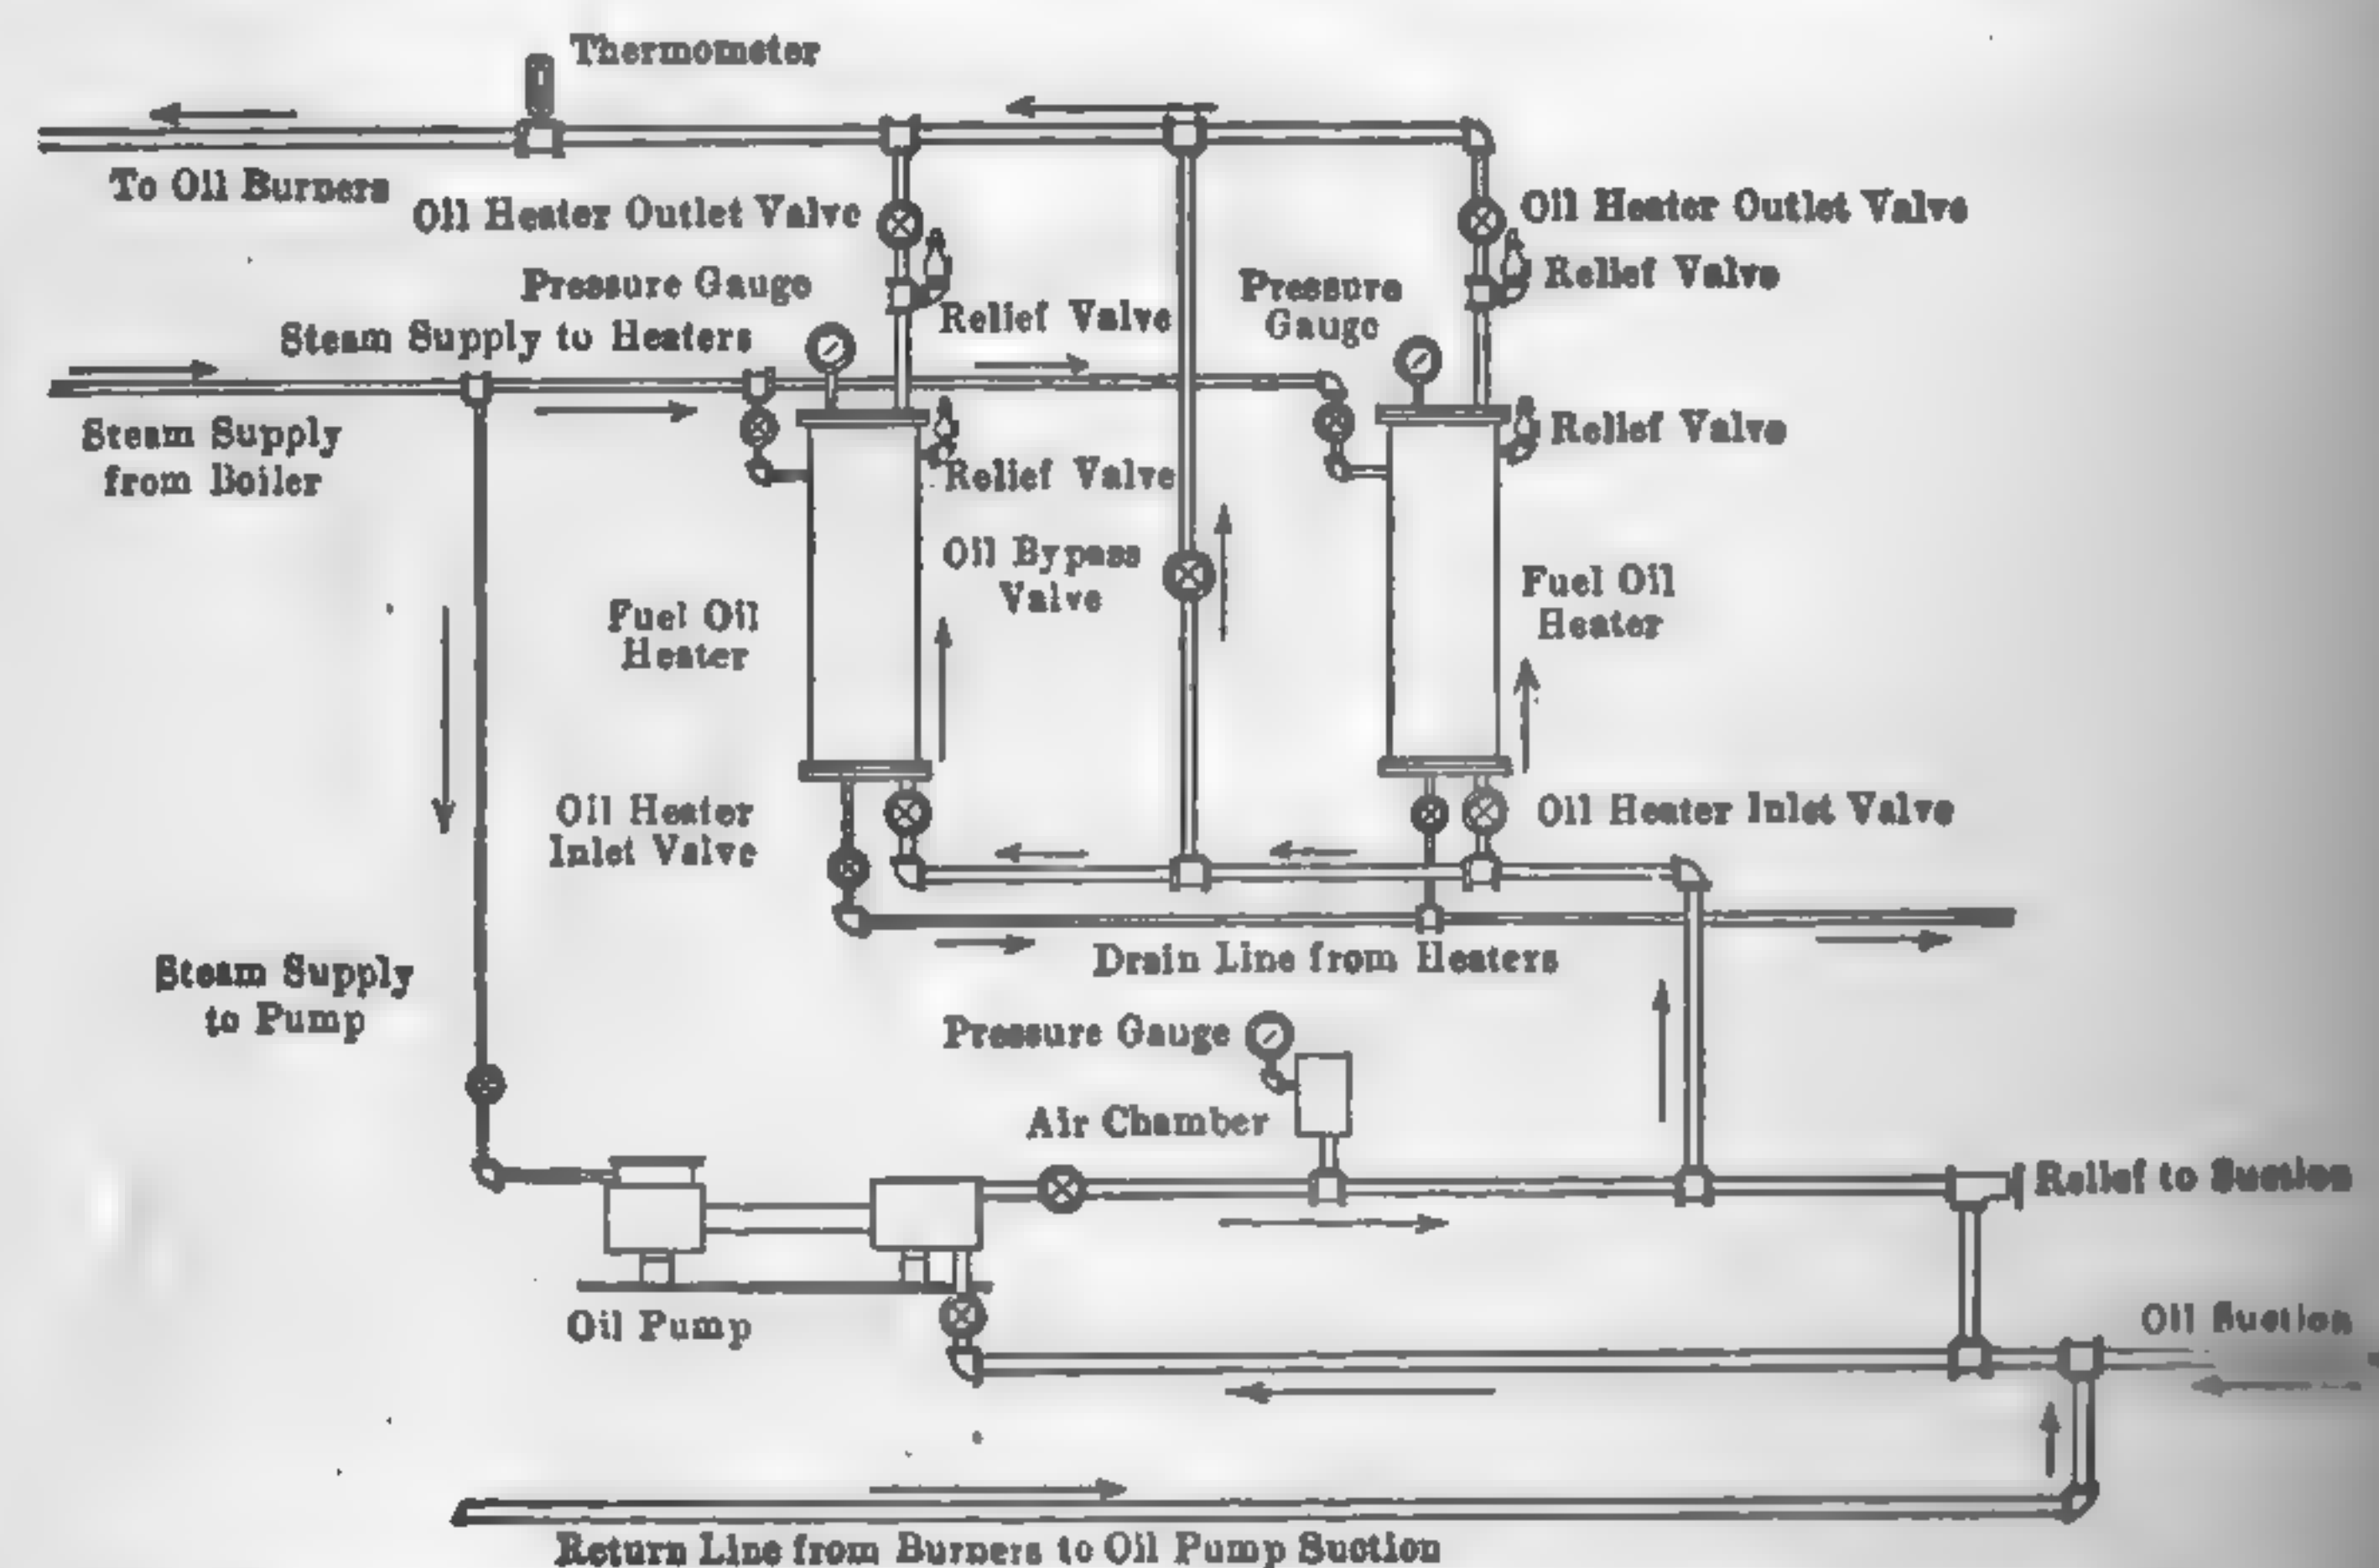 Thermometer
To Oil Burners
Oil Heater Outlet Valve
Oil Heater Outlet Valve
Pressure Gauge
Relief Valve
Pressure
Gauge
Relief Valve
Steam Supply to Heaters
Steam Supply
from Boiler
Relief Valve
Relief Valve
Oil Bypass
Valve
Fuel Oil
Heater
Fuel Oil
Heater
Oil Heater
Inlet Valve
Oil Heater Inlet Valve
Drain Line from Heaters
Steam Supply
to Pump
Pressure Gauge
Air Chamber
Relief to Suction
Oil Pump
Oil Suction
Return Line from Burners to Oil Pump Suction